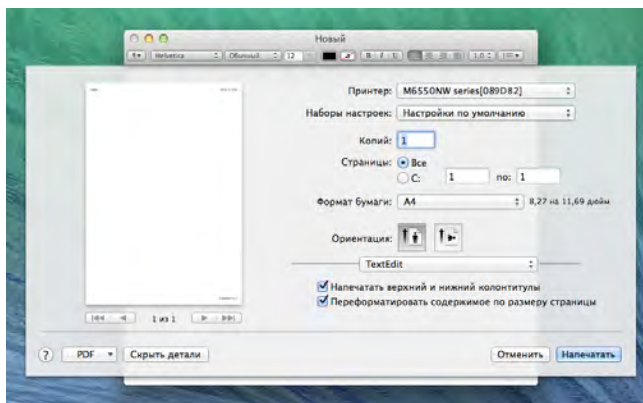 Новый
Helvetica Обычный 12 B I U 1,0
Принтер: M6550NW series[089D82]
Наборы настроек: Настройки по умолчанию
Копий: 1
Страницы: Все
С: 1 по: 1
Формат бумаги: A4 8,27 на 11,69 дюйм
Ориентация:
TextEdit
Напечатать верхний и нижний колонтитулы
Переформатировать содержимое по размеру страницы
1 из 1
? PDF Скрыть детали Отменить Напечатать